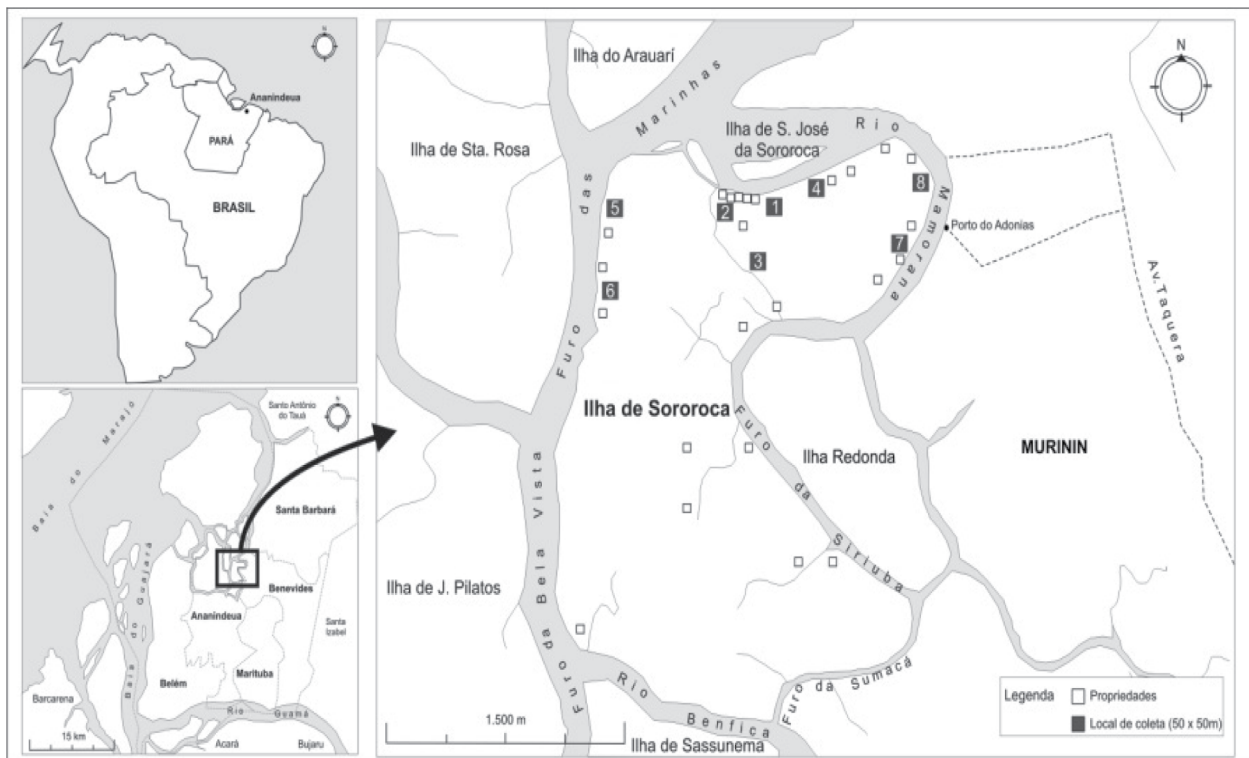 N
Ananindeua
PARÁ
BRASIL
Santo Antônio
do Tauá
N
Baia do Marajo
Santa Barbará
Baia do Guajará
Benevides
Ananindeua
Santa
Izabel
Marituba
Belém
Barcarena
Rio Guamá
15 km
Acará
Bujaru
Ilha do Arauarí
N
Furo das Marinhas
Ilha de S. José
da Sororoca
Rio Mamorana
Ilha de Sta. Rosa
4
8
5
2
1
Porto do Adonias
7
3
6
Av. Taquera
Ilha de Sororoca
Ilha Redonda
MURININ
Furo da Siriuba
Furo da Bela Vista
Ilha de J. Pilatos
Furo da Sumacá
Rio Benfica
Ilha de Sassunema
1.500 m
Legenda
Propriedades
Local de coleta (50 x 50m)